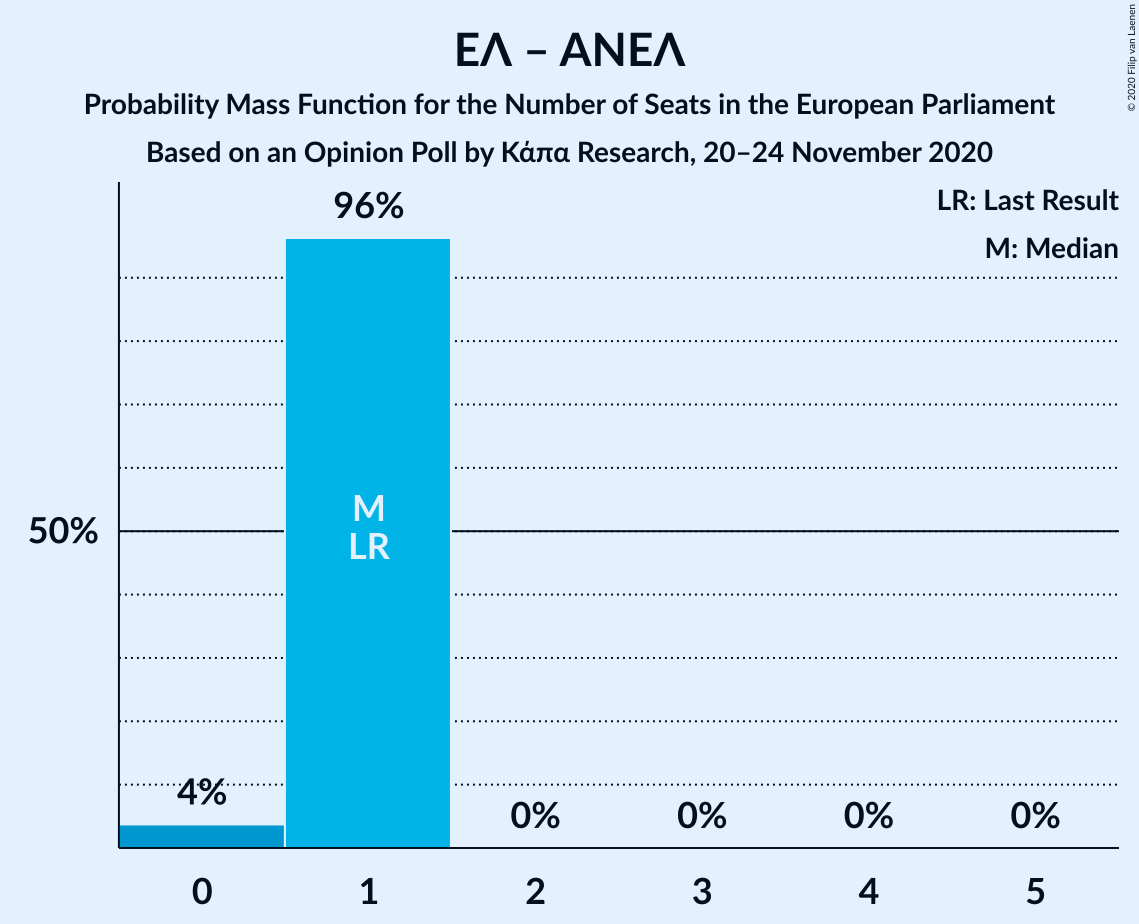 ΕΛ – ΑΝΕΛ
Probability Mass Function for the Number of Seats in the European Parliament
Based on an Opinion Poll by Κάπα Research, 20–24 November 2020
© 2020 Filip van Laenen
LR: Last Result
M: Median
96%
M
LR
50%
4%
0%
0%
0%
0%
0
1
2
3
4
5